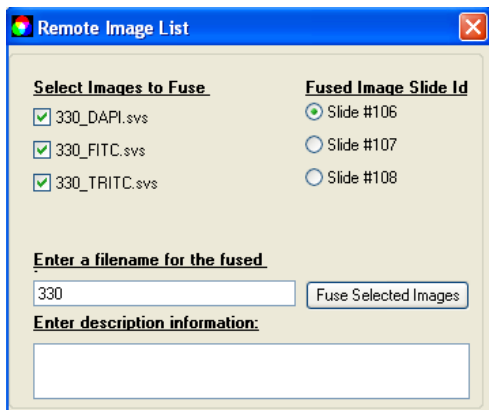 Remote Image List
Select Images to Fuse
330_DAPI.svs
330_FITC.svs
330_TRITC.svs
Fused Image Slide Id
Slide #106
Slide #107
Slide #108
Enter a filename for the fused
330
Fuse Selected Images
Enter description information: